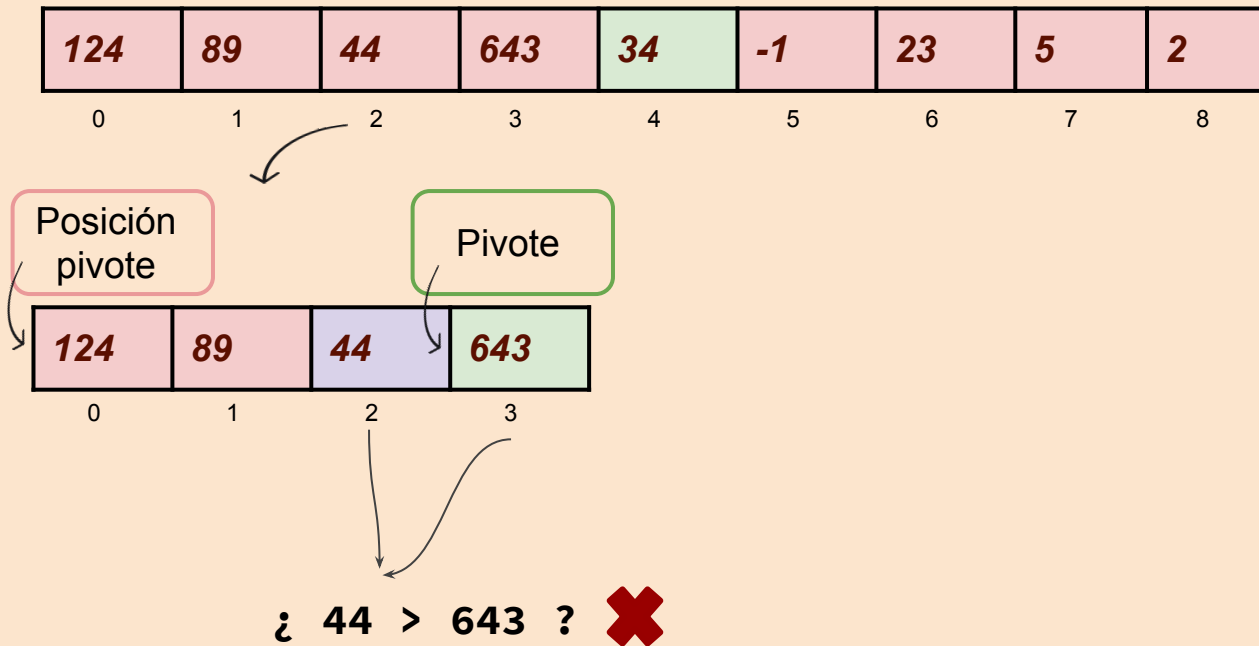 124 89 44 643 34 -1 23 5 2
0 1 2 3 4 5 6 7 8
Posición
pivote
Pivote
124 89 44 643
0 1 2 3
¿ 44 > 643 ?